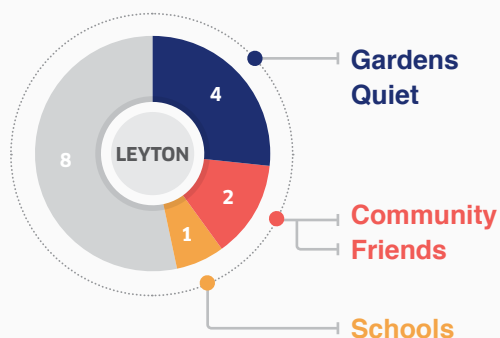 4
8
LEYTON
2
1
Gardens
Quiet
Community
Friends
Schools